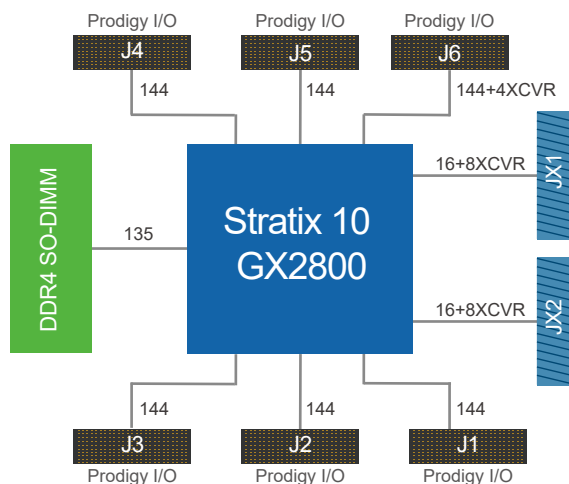 Prodigy I/O Prodigy I/O Prodigy I/O
J4 J5 J6
144 144 144+4XCVR
16+8XCVR
JX1
DDR4 SO-DIMM
135
Stratix 10
GX2800
16+8XCVR
JX2
144 144 144
J3 J2 J1
Prodigy I/O Prodigy I/O Prodigy I/O